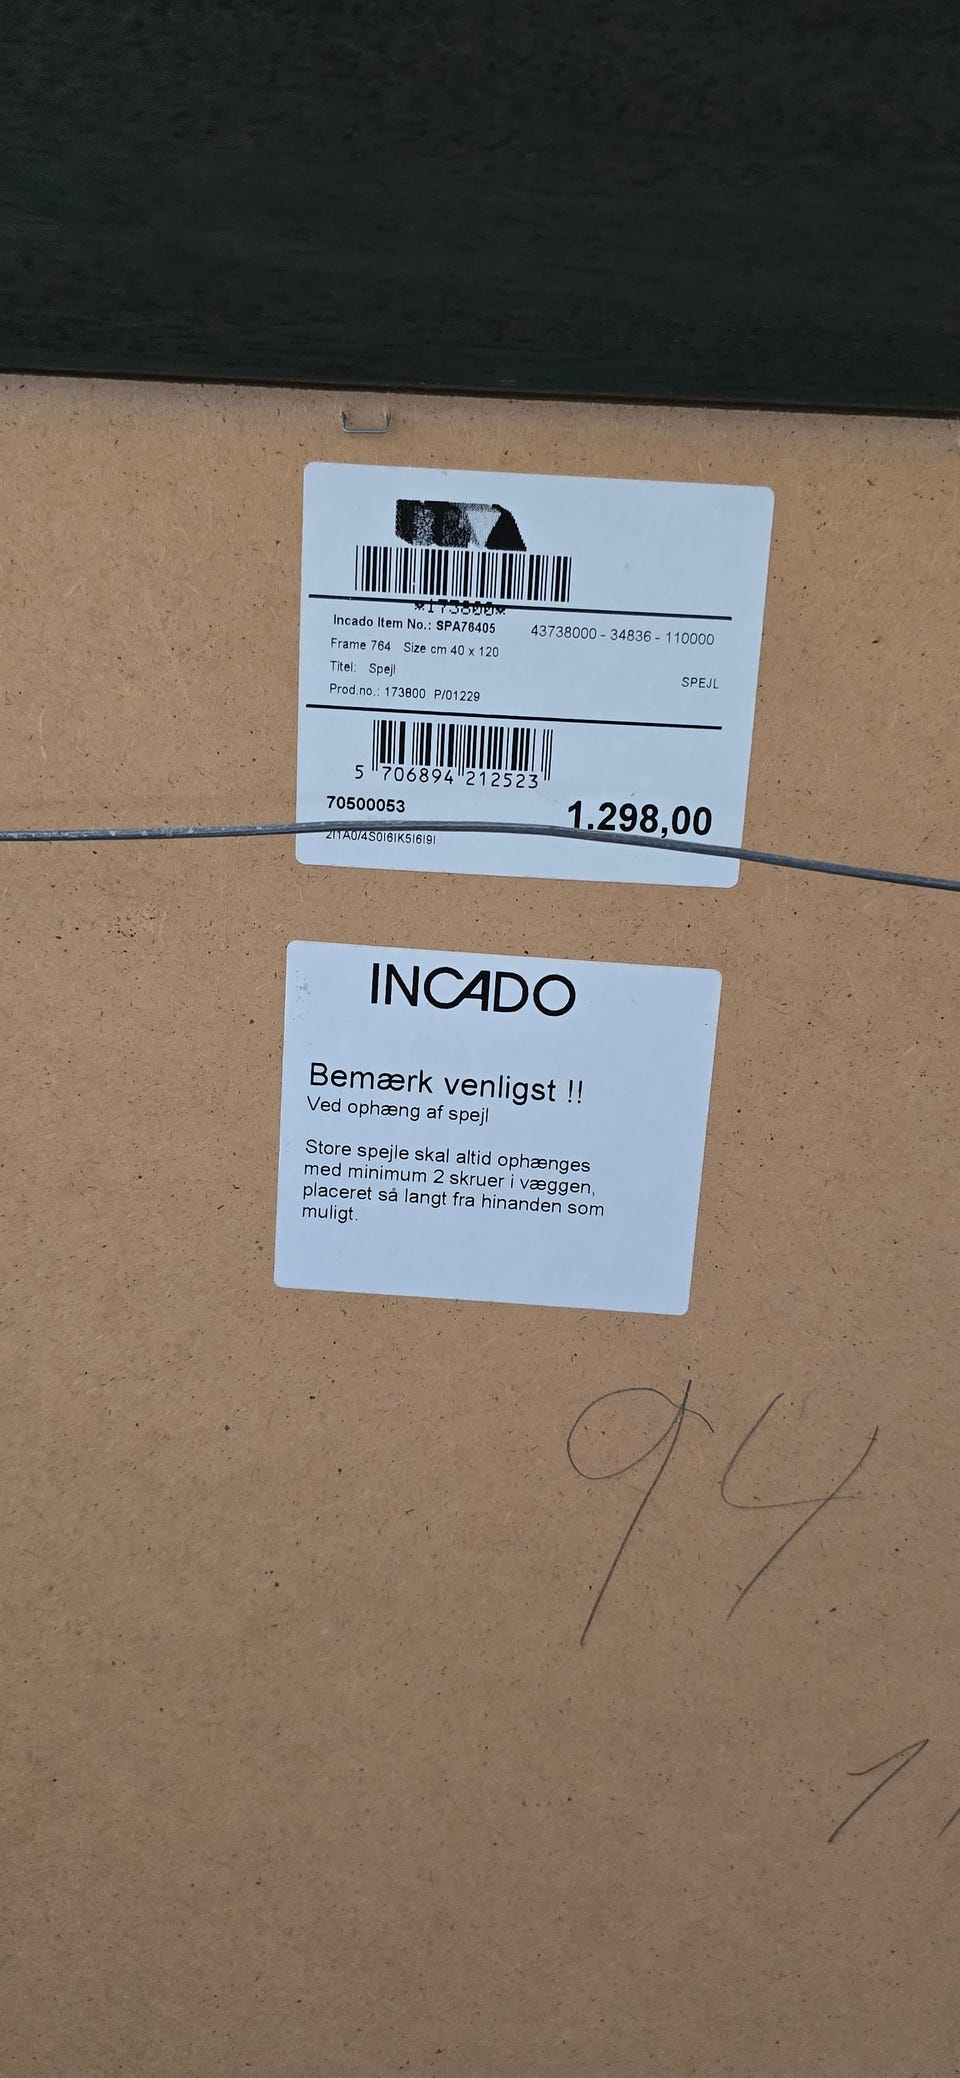 *173800*
Incado Item No.: SPA76405 43738000 - 34836 - 110000
Frame 764 Size cm 40 x 120
Titel: Spejl SPEJL
Prod.no.: 173800 P/01229
5 706894 212523
70500053 1.298,00
INCADO
Bemærk venligst !!
Ved ophæng af spejl
Store spejle skal altid ophænges
med minimum 2 skruer i væggen,
placeret så langt fra hinanden som
muligt.
94